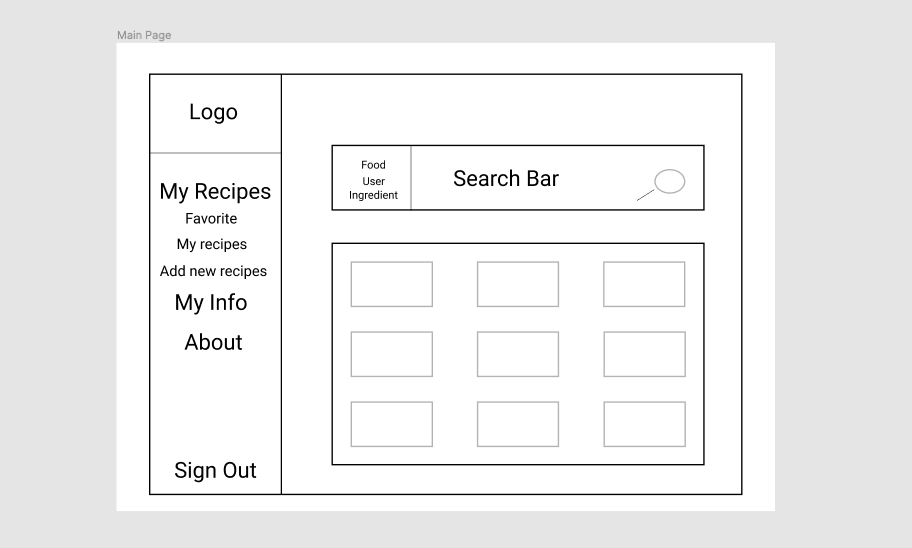 Main Page
Logo
My Recipes
Favorite
My recipes
Add new recipes
My Info
About
Sign Out
Food
User
Ingredient
Search Bar